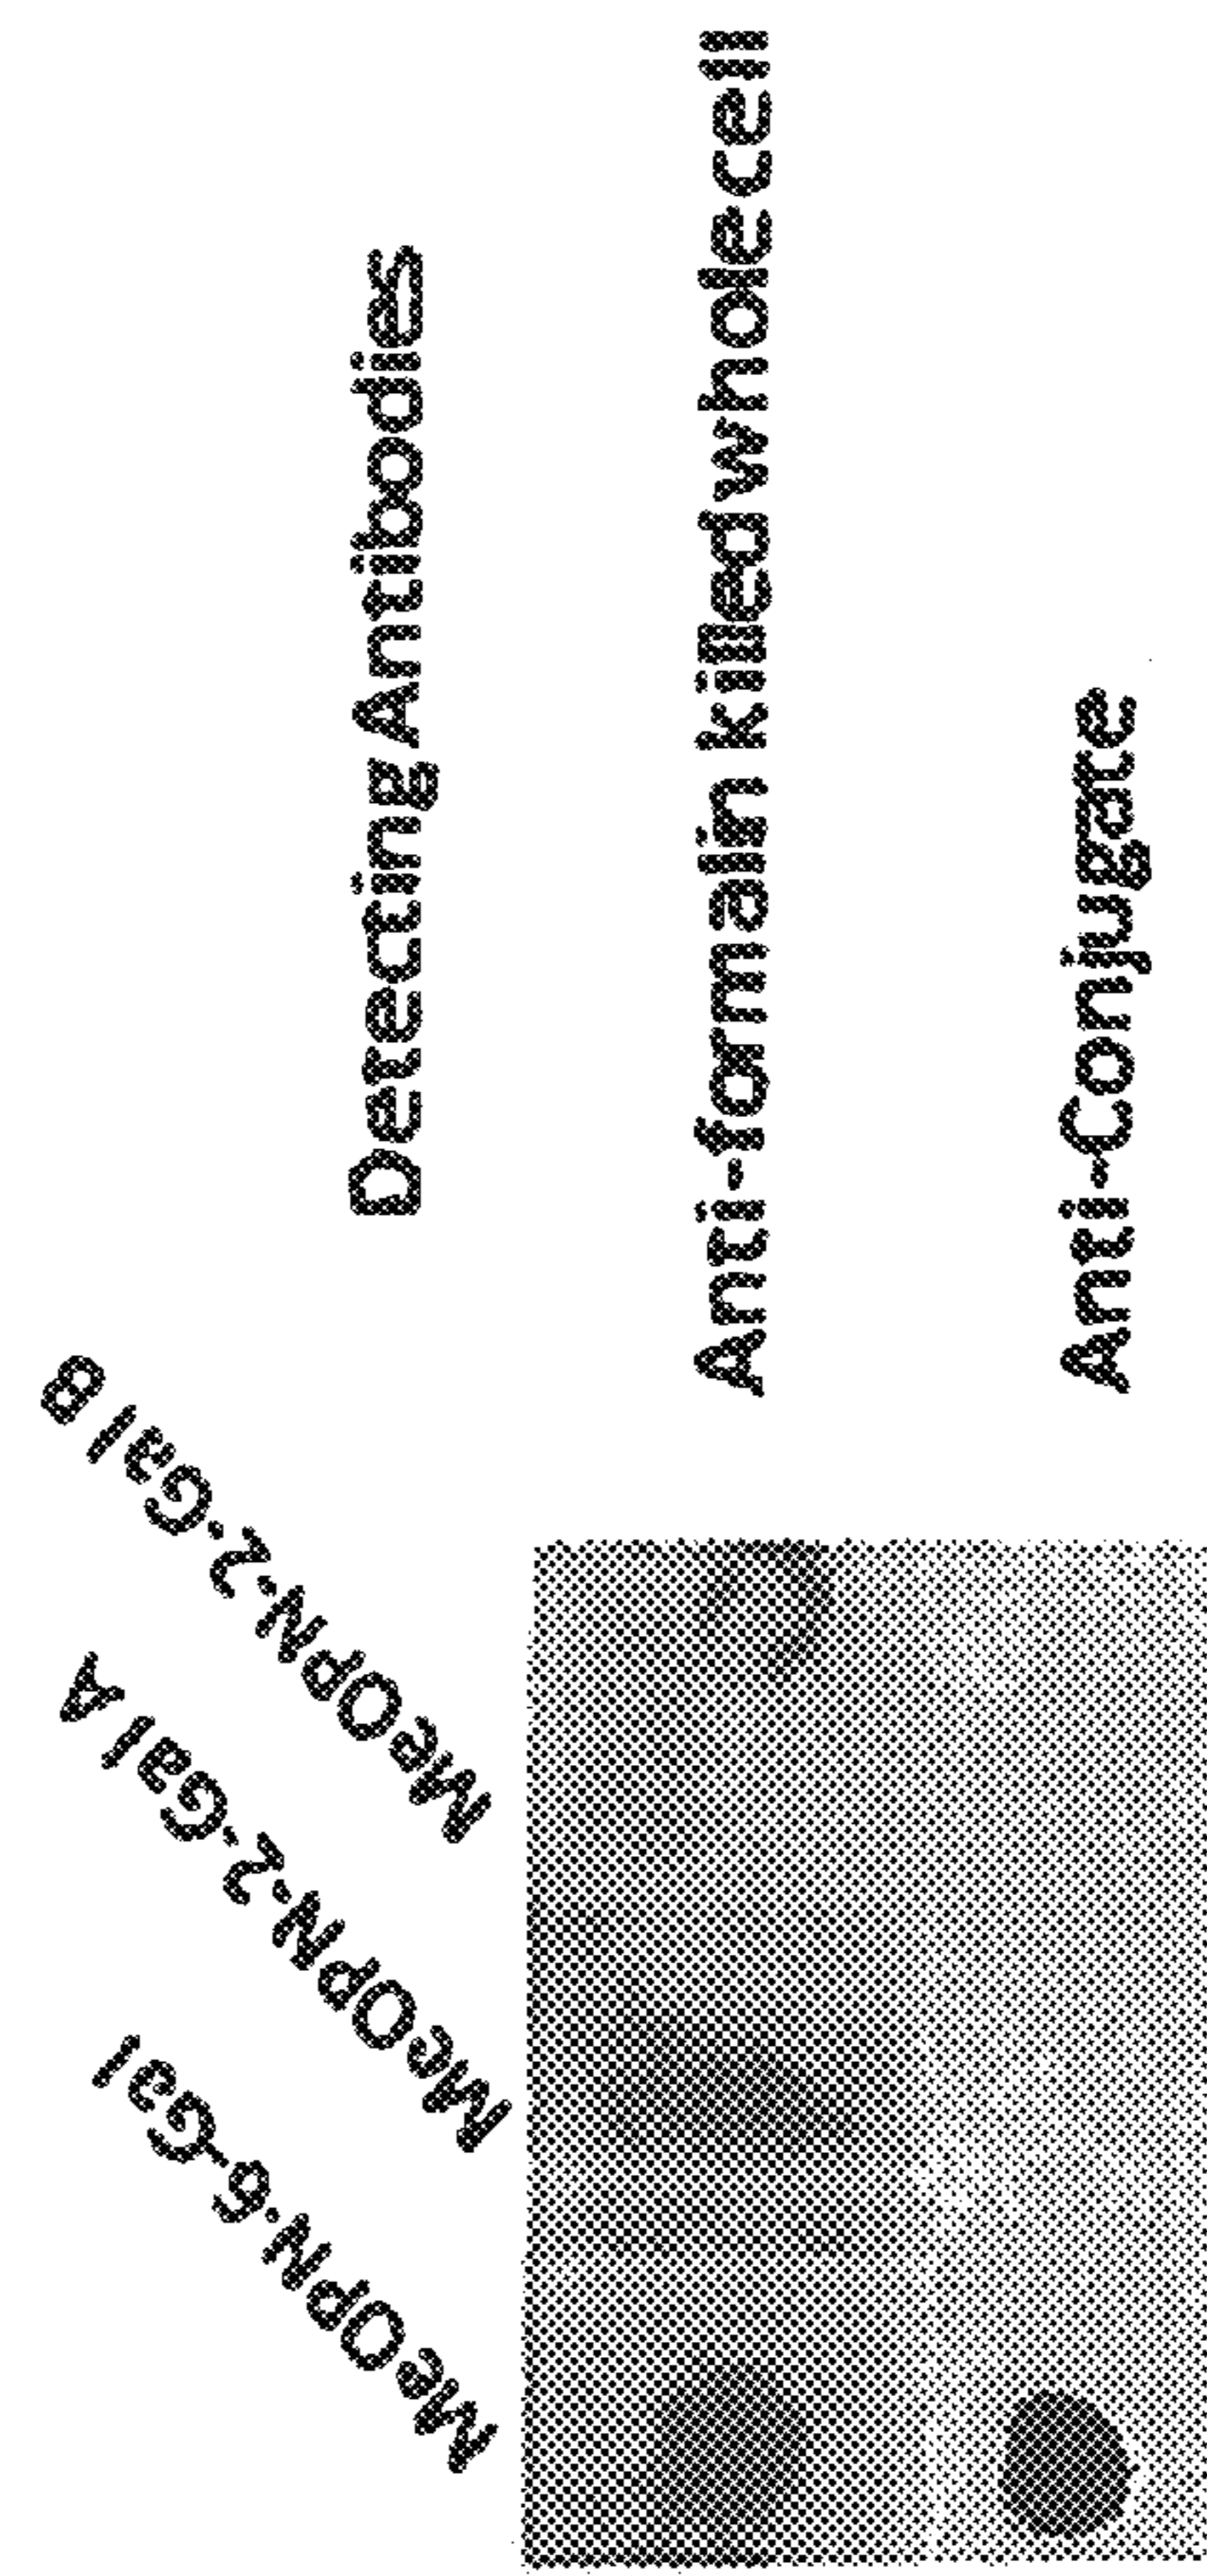 MeOPN-6-Gal
MeOPN-2-Gal A
MeOPN-2-Gal B
Detecting Antibodies
Anti-formalin killed whole cell
Anti-Conjugate